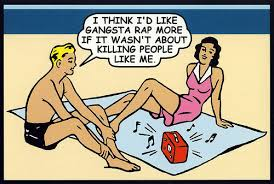 I THINK I'D LIKE
GANGSTA RAP MORE
IF IT WASN'T ABOUT
KILLING PEOPLE
LIKE ME.